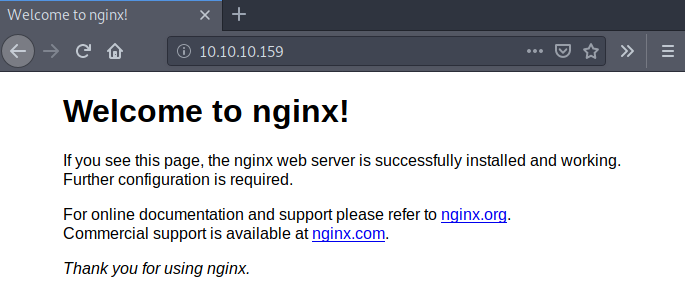 Welcome to nginx!
10.10.10.159
Welcome to nginx!
If you see this page, the nginx web server is successfully installed and working.
Further configuration is required.
For online documentation and support please refer to nginx.org.
Commercial support is available at nginx.com.
Thank you for using nginx.